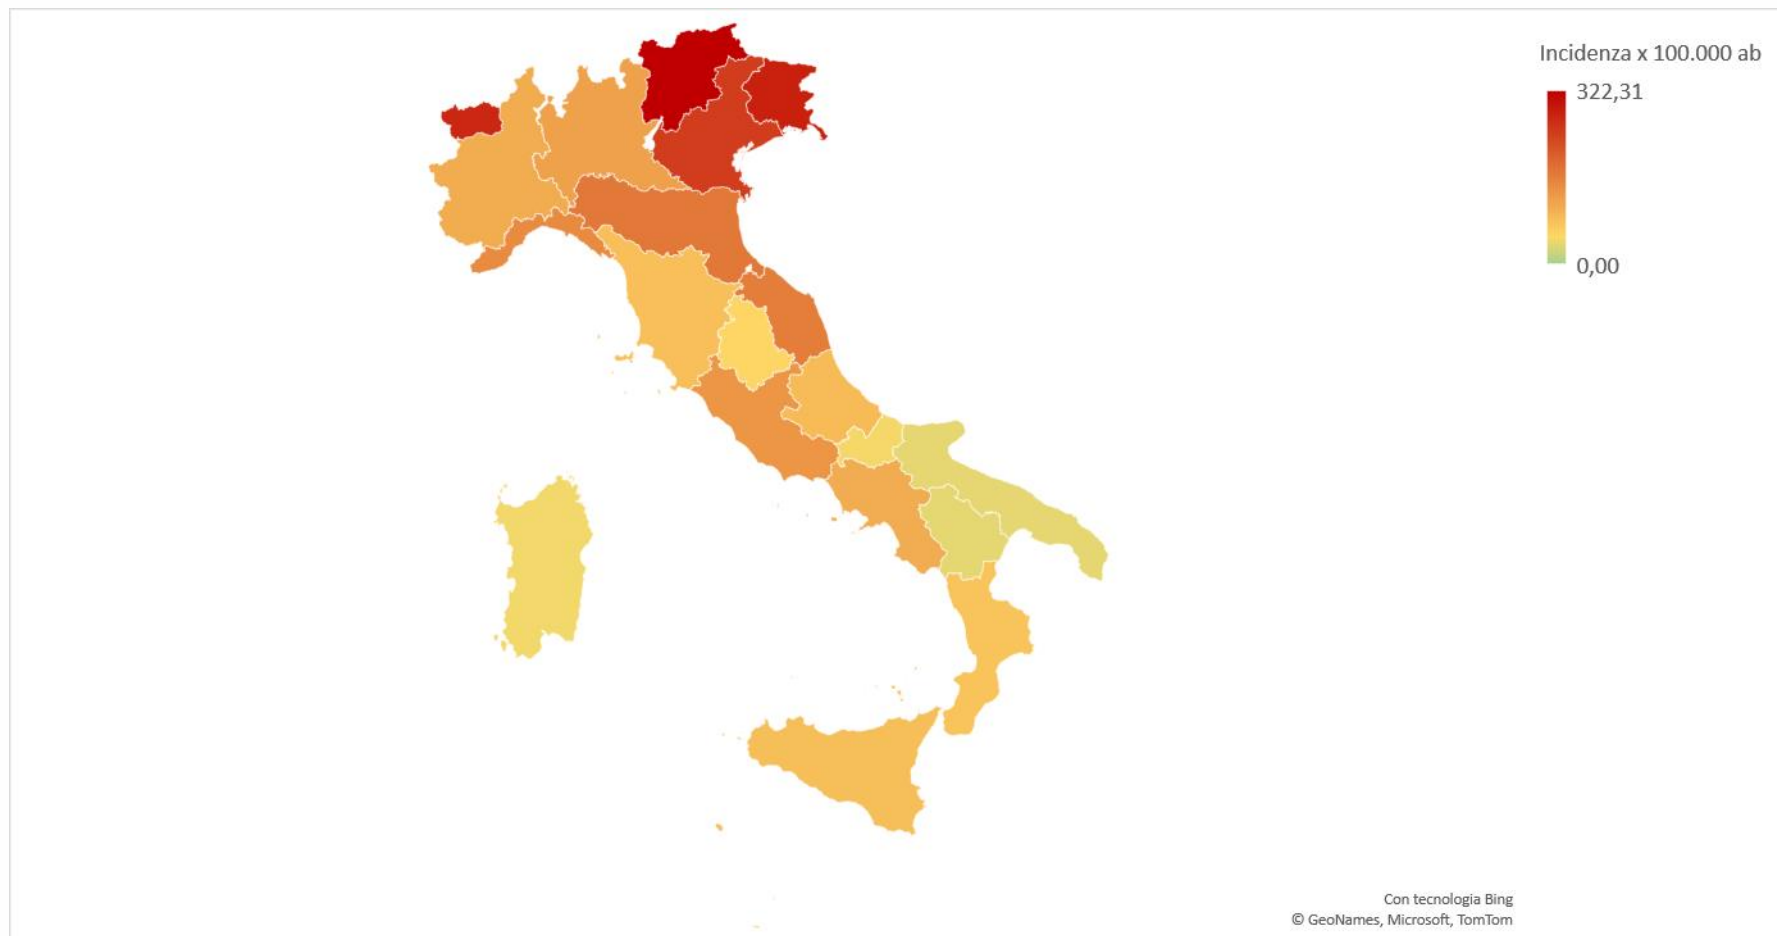 Incidenza x 100.000 ab
322,31
0,00
Con tecnologia Bing
© GeoNames, Microsoft, TomTom